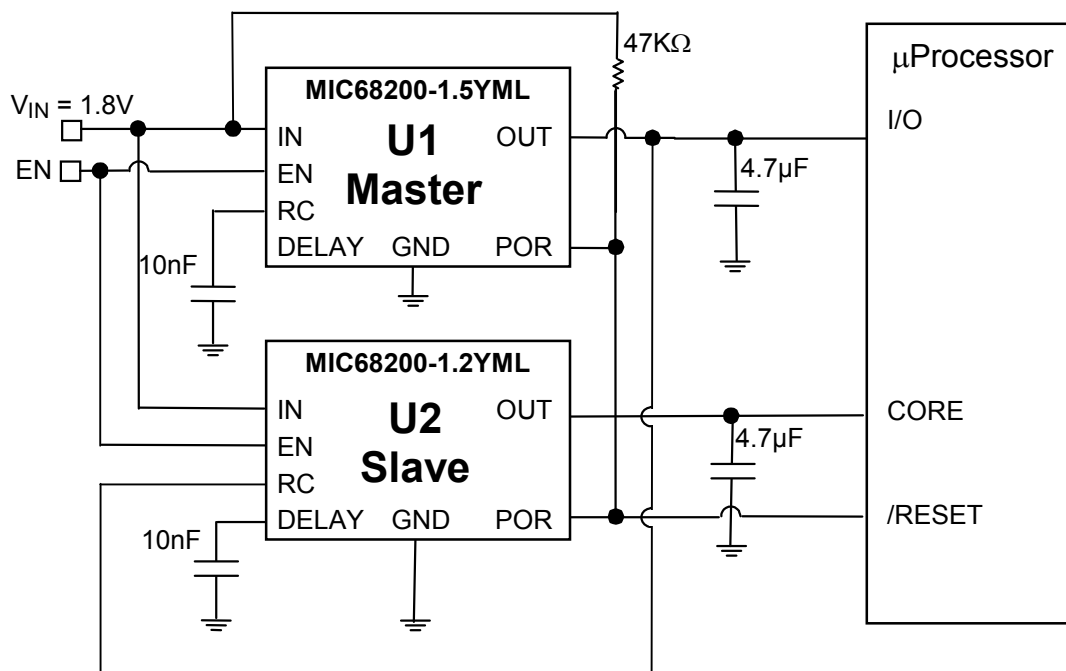 47KΩ
μProcessor
MIC68200-1.5YML
VIN = 1.8V
IN
U1
OUT
I/O
EN
EN
Master
4.7µF
RC
DELAY
GND
POR
10nF
MIC68200-1.2YML
IN
U2
OUT
CORE
EN
Slave
4.7µF
RC
DELAY
GND
POR
/RESET
10nF